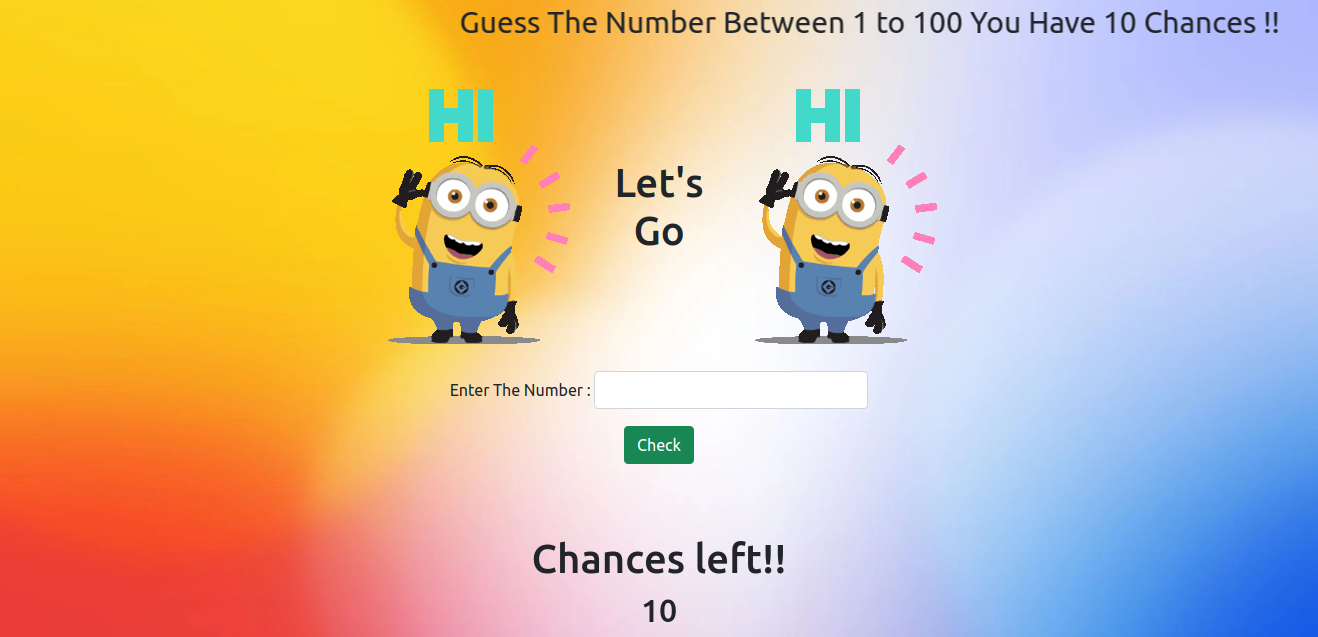 Guess The Number Between 1 to 100 You Have 10 Chances !!
HI
HI
Let's
Go
Enter The Number :
Check
Chances left!!
10